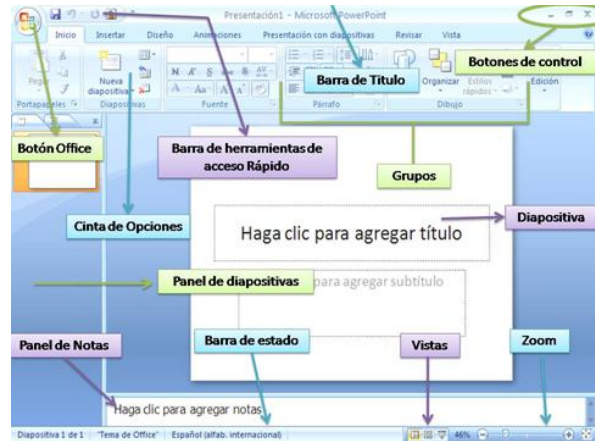 Presentación1 - Microsoft PowerPoint
Inicio Insertar Diseño Animaciones Presentación con diapositivas Revisar Vista
Botones de control
Barra de Titulo
Pegar
Nueva
diapositiva
Organizar Estilos
rápidos
Edición
Portapapeles Diapositivas Fuente Párrafo Dibujo
Botón Office
Barra de herramientas de
acceso Rápido
Grupos
Cinta de Opciones
Diapositiva
Haga clic para agregar título
Panel de diapositivas
para agregar subtítulo
Panel de Notas
Barra de estado
Vistas
Zoom
Haga clic para agregar notas
Diapositiva 1 de 1 "Tema de Office" Español (alfab. internacional) 46%